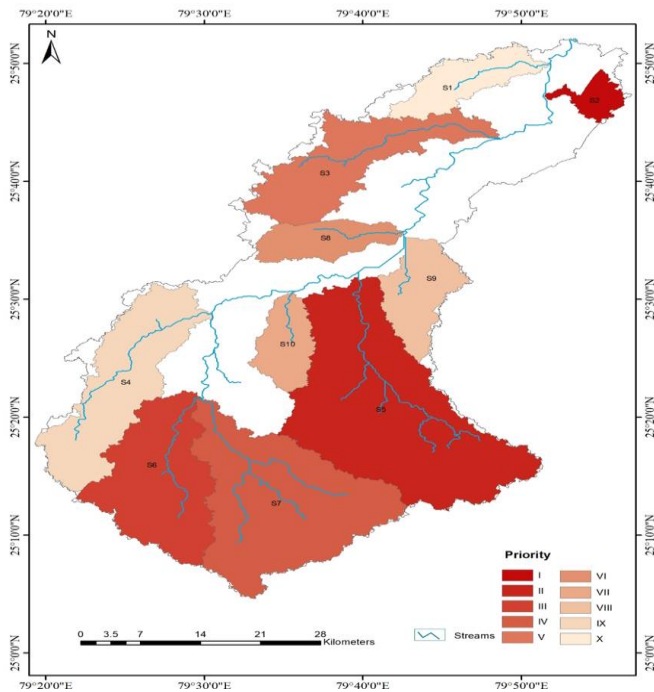 79°20'0"E 79°30'0"E 79°40'0"E 79°50'0"E
N
25°50'0"N 25°50'0"N
S1
S2
25°40'0"N 25°40'0"N
S3
S8
S9
25°30'0"N 25°30'0"N
S10
S4
25°20'0"N 25°20'0"N
S5
S6
S7
25°10'0"N 25°10'0"N
Priority
I VI
II VII
III VIII
IV IX
V X
0 3.5 7 14 21 28
Kilometers
Streams
25°0'0"N 25°0'0"N
79°20'0"E 79°30'0"E 79°40'0"E 79°50'0"E